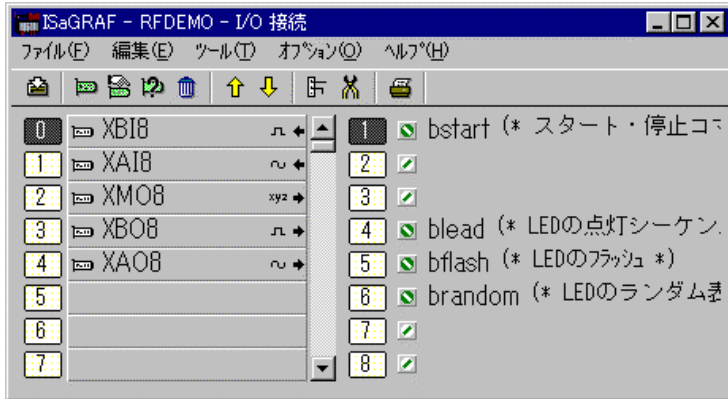 ISaGRAF - RFDEMO - I/O 接続
ファイル(F) 編集(E) ツール(T) オプション(O) ヘルプ(H)
0 XBI8
1 XAI8
2 XMO8 xyz
3 XBO8
4 XAO8
5
6
7
1 bstart (* スタート・停止コマ
2
3
4 blead (* LEDの点灯シーケン
5 bflash (* LEDのフラッシュ *)
6 brandom (* LEDのランダム表
7
8